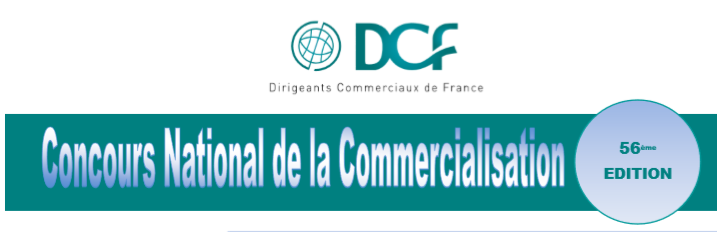 DCF
Dirigeants Commerciaux de France
Concours National de la Commercialisation
56ème
EDITION